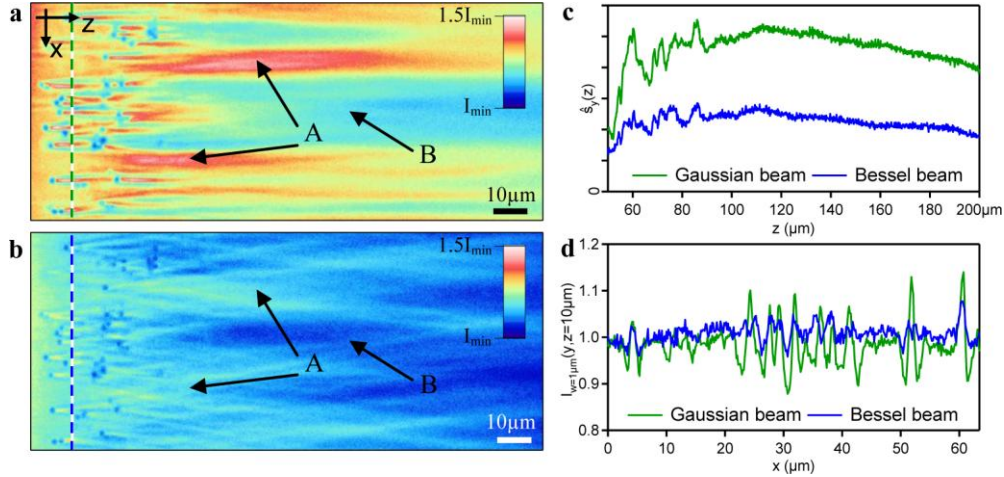 a
z
x
1.5I_min
I_min
A
B
10µm
b
1.5I_min
I_min
A
B
10µm
c
ŝ_y(z)
0
50 60 80 100 120 140 160 180 200µm
Gaussian beam Bessel beam
z (µm)
d
I_w=1µm(y,z=10µm)
1.2
1.1
1.0
0.9
0.8
0 10 20 30 40 50 60
Gaussian beam Bessel beam
x (µm)